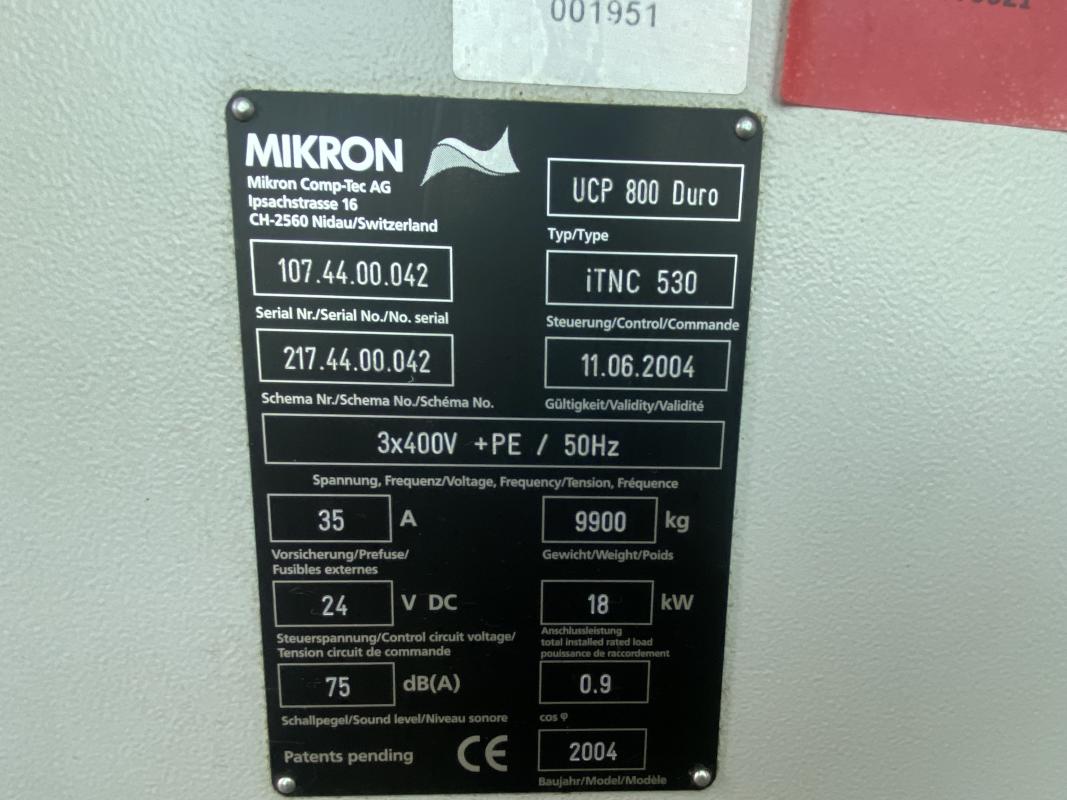 001951
MIKRON
Mikron Comp-Tec AG
Ipsachstrasse 16
CH-2560 Nidau/Switzerland
UCP 800 Duro
Typ/Type
107.44.00.042
Serial Nr./Serial No./No. serial
iTNC 530
Steuerung/Control/Commande
217.44.00.042
Schema Nr./Schema No./Schéma No.
11.06.2004
Gültigkeit/Validity/Validité
3x400V +PE / 50Hz
Spannung, Frequenz/Voltage, Frequency/Tension, Fréquence
35 A
Vorsicherung/Prefuse/
Fusibles externes
9900 kg
Gewicht/Weight/Poids
24 V DC
Steuerspannung/Control circuit voltage/
Tension circuit de commande
18 kW
Anschlussleistung
total installed rated load
pouissance de raccordement
75 dB(A)
Schallpegel/Sound level/Niveau sonore
0.9
cos φ
Patents pending
CE
2004
Baujahr/Model/Modèle